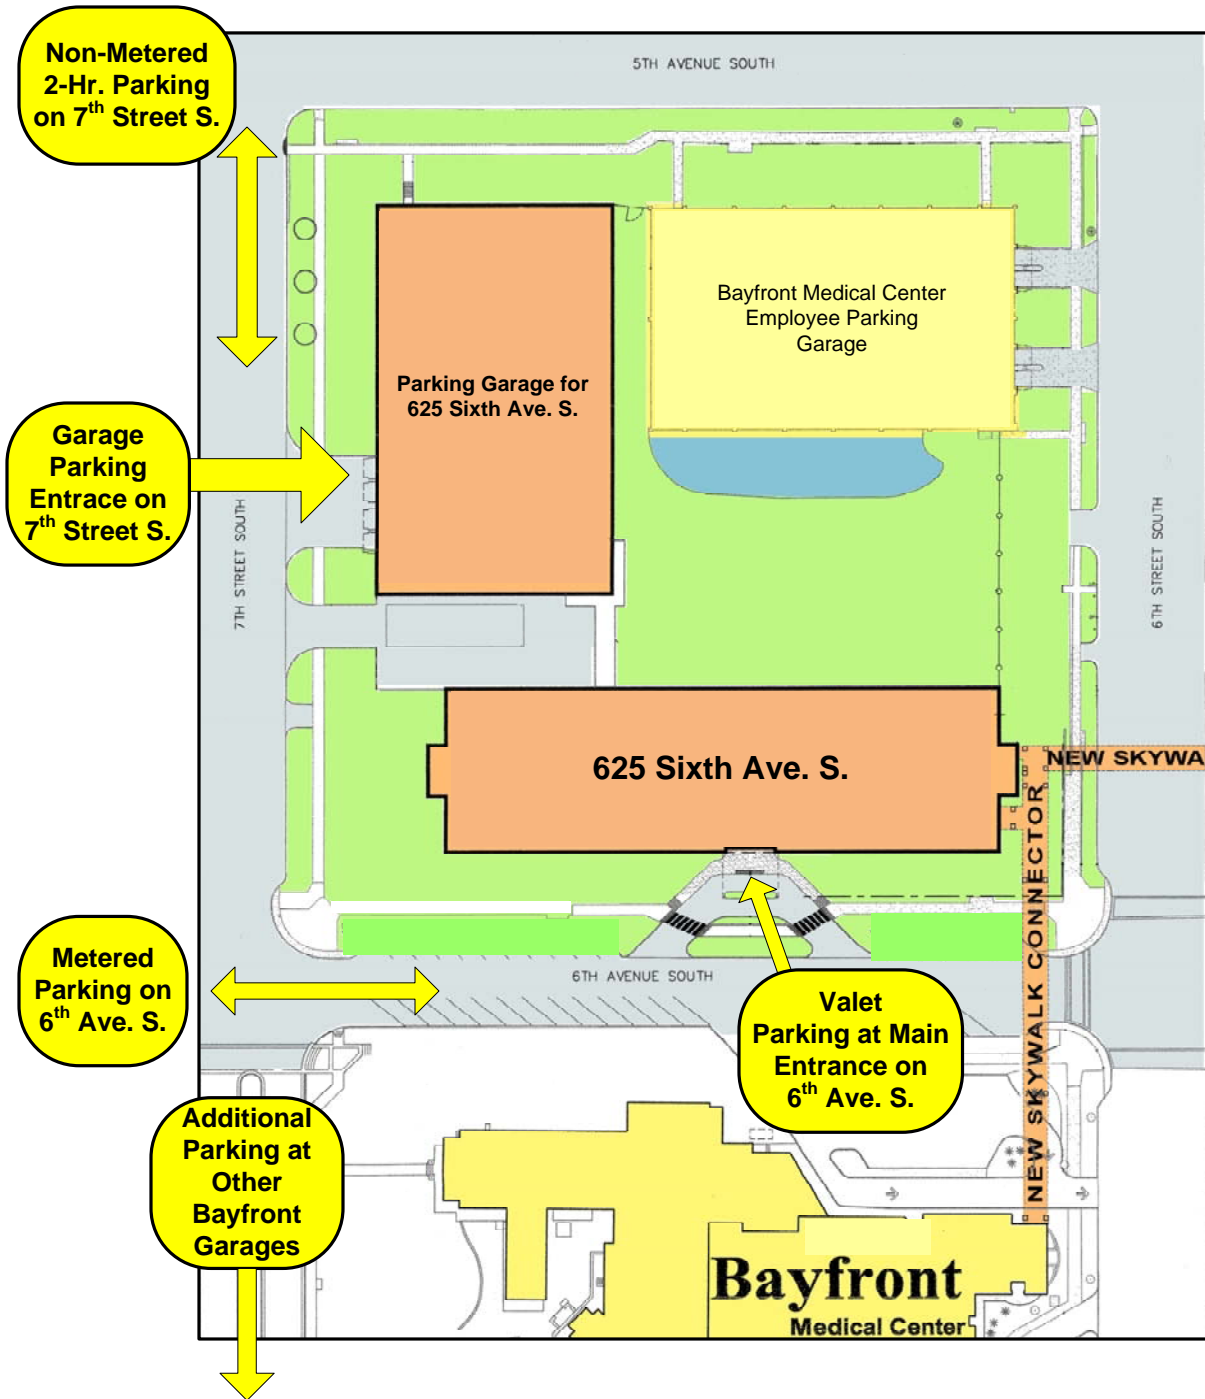 Non-Metered
2-Hr. Parking
on 7th Street S.
5TH AVENUE SOUTH
Bayfront Medical Center
Employee Parking
Garage
Parking Garage for
625 Sixth Ave. S.
Garage
Parking
Entrace on
7th Street S.
7TH STREET SOUTH
6TH STREET SOUTH
625 Sixth Ave. S.
NEW SKYWA
NEW SKYWALK CONNECTOR
Metered
Parking on
6th Ave. S.
6TH AVENUE SOUTH
Valet
Parking at Main
Entrance on
6th Ave. S.
Additional
Parking at
Other
Bayfront
Garages
Bayfront
Medical Center